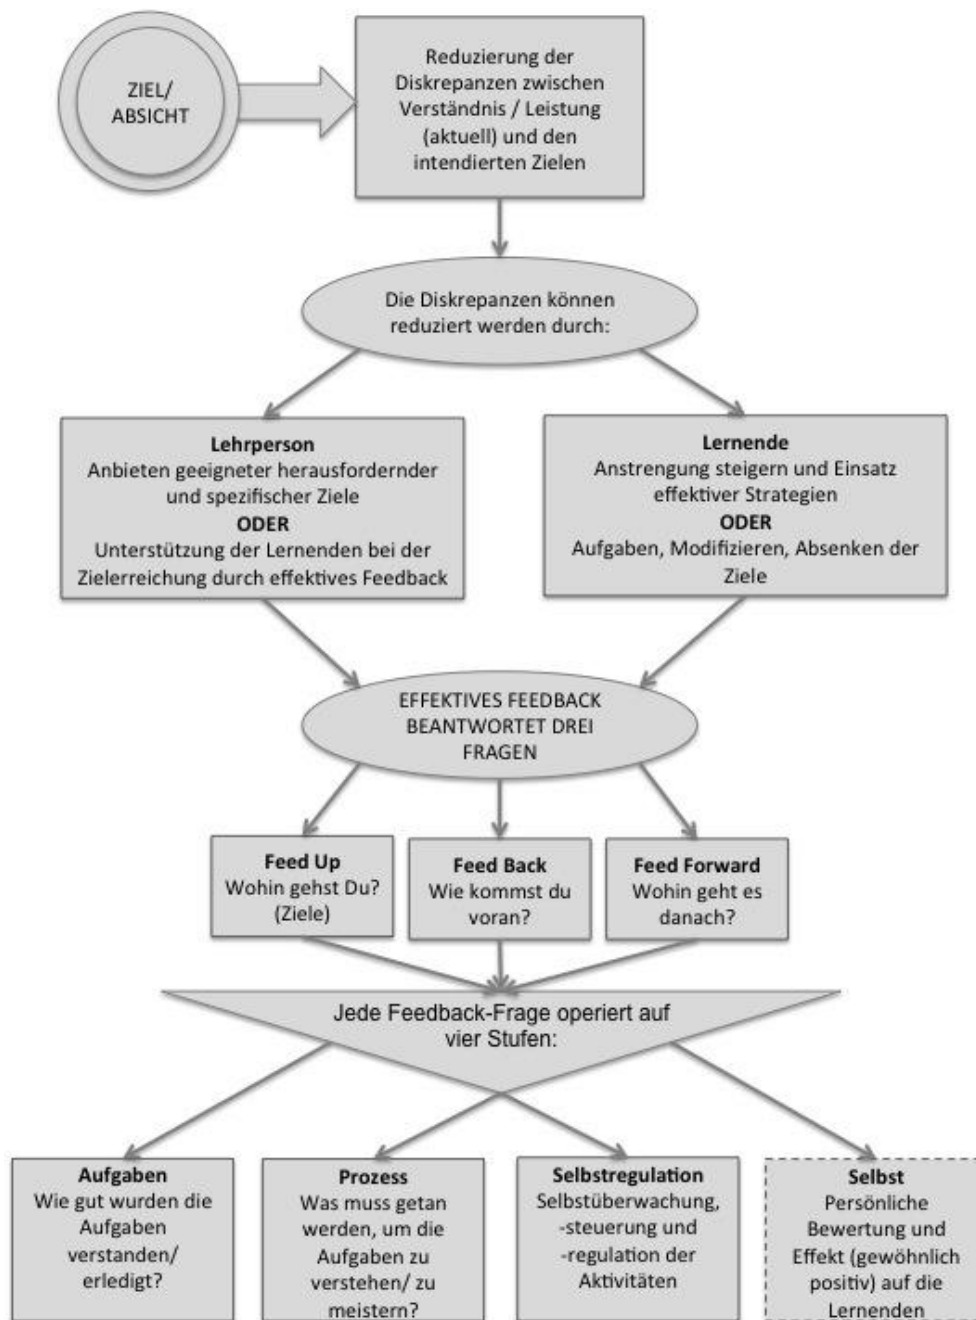 ZIEL/
ABSICHT
Reduzierung der
Diskrepanzen zwischen
Verständnis / Leistung
(aktuell) und den
intendierten Zielen
Die Diskrepanzen können
reduziert werden durch:
Lehrperson
Anbieten geeigneter herausfordernder
und spezifischer Ziele
ODER
Unterstützung der Lernenden bei der
Zielerreichung durch effektives Feedback
Lernende
Anstrengung steigern und Einsatz
effektiver Strategien
ODER
Aufgaben, Modifizieren, Absenken der
Ziele
EFFEKTIVES FEEDBACK
BEANTWORTET DREI
FRAGEN
Feed Up
Wohin gehst Du?
(Ziele)
Feed Back
Wie kommst du
voran?
Feed Forward
Wohin geht es
danach?
Jede Feedback-Frage operiert auf
vier Stufen:
Aufgaben
Wie gut wurden die
Aufgaben
verstanden/
erledigt?
Prozess
Was muss getan
werden, um die
Aufgaben zu
verstehen/ zu
meistern?
Selbstregulation
Selbstüberwachung,
-steuerung und
-regulation der
Aktivitäten
Selbst
Persönliche
Bewertung und
Effekt (gewöhnlich
positiv) auf die
Lernenden